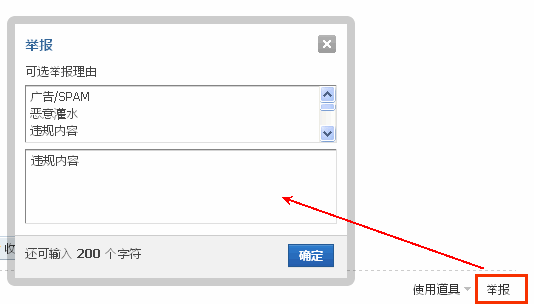 举报
可选举报理由
广告/SPAM
恶意灌水
违规内容
违规内容
还可输入 200 个字符
确定
收
使用道具
举报